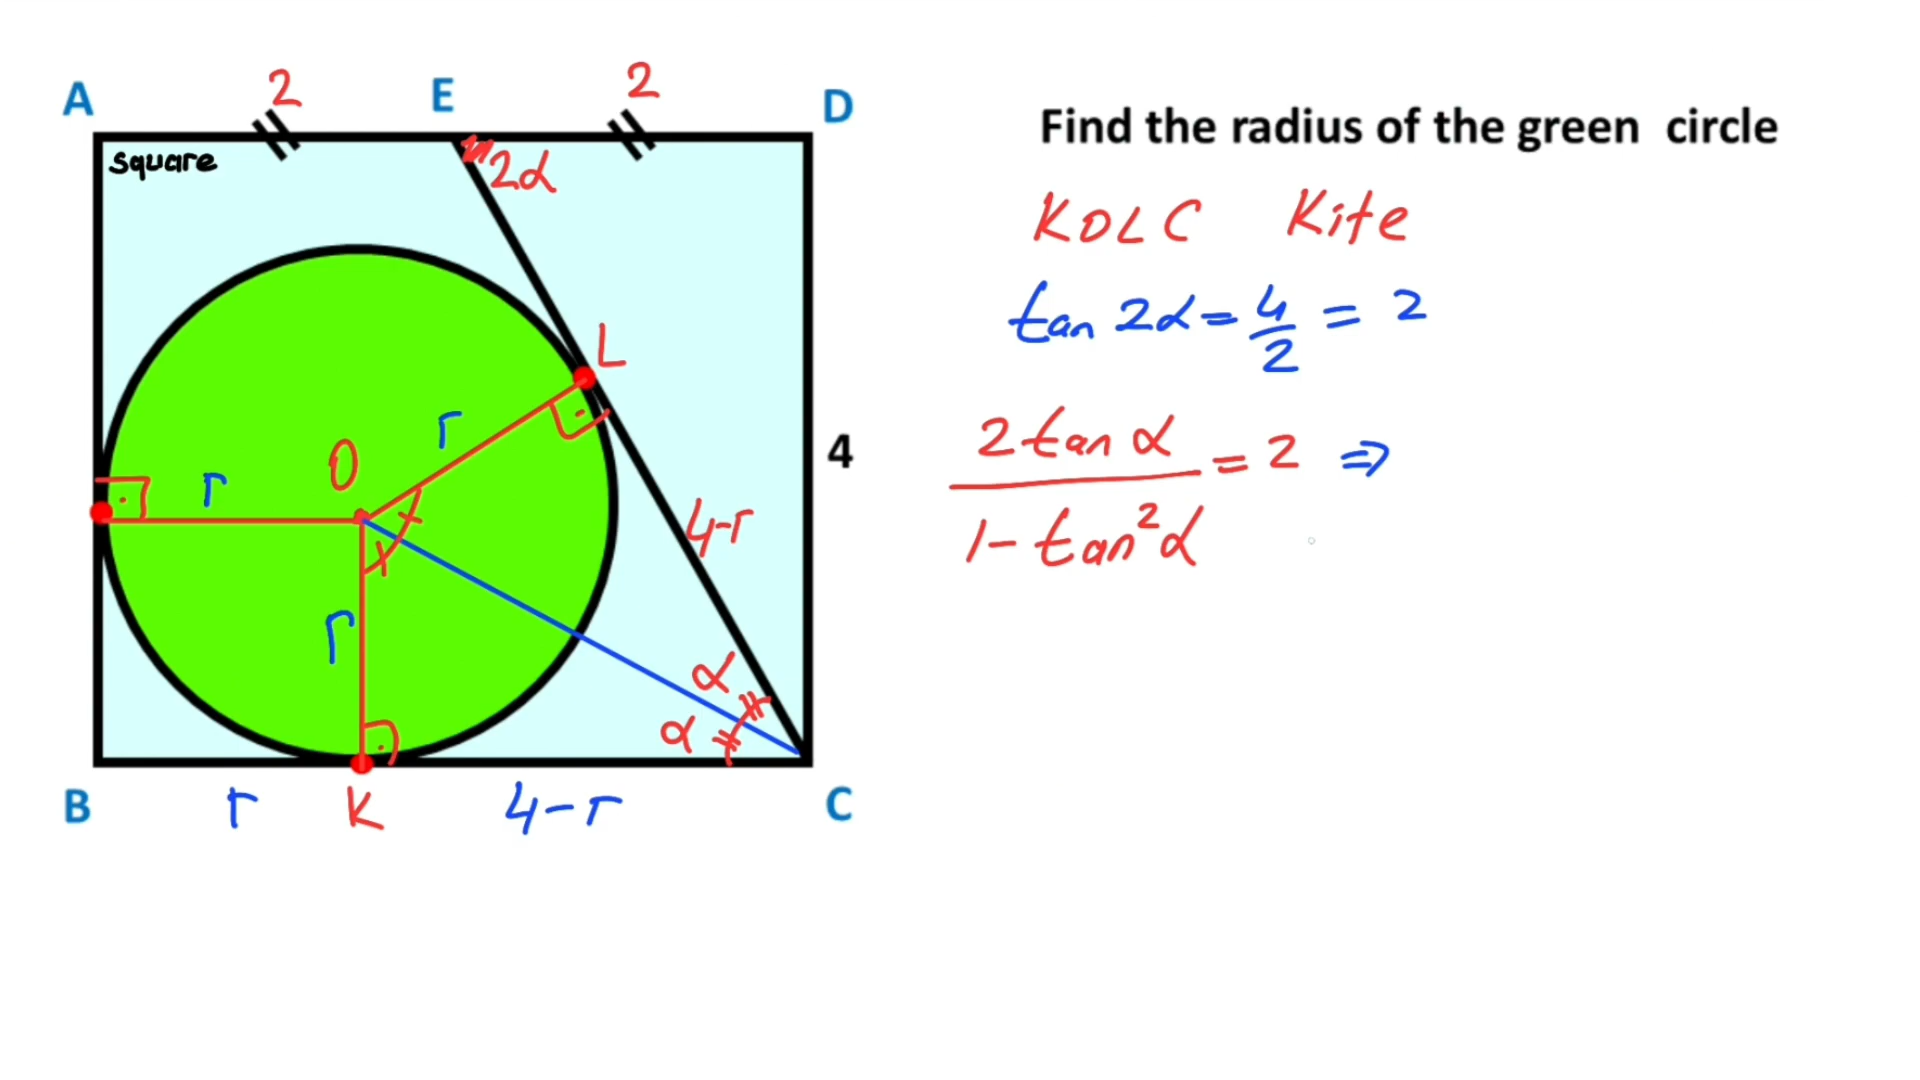 2 2
A E D
Find the radius of the green circle
square
2α
KOLC Kite
L
tan 2α = 4/2 = 2
r O
r
4
2 tan α / 1 - tan²α = 2 ⇒
4-r
r
α
α
B r K 4-r C